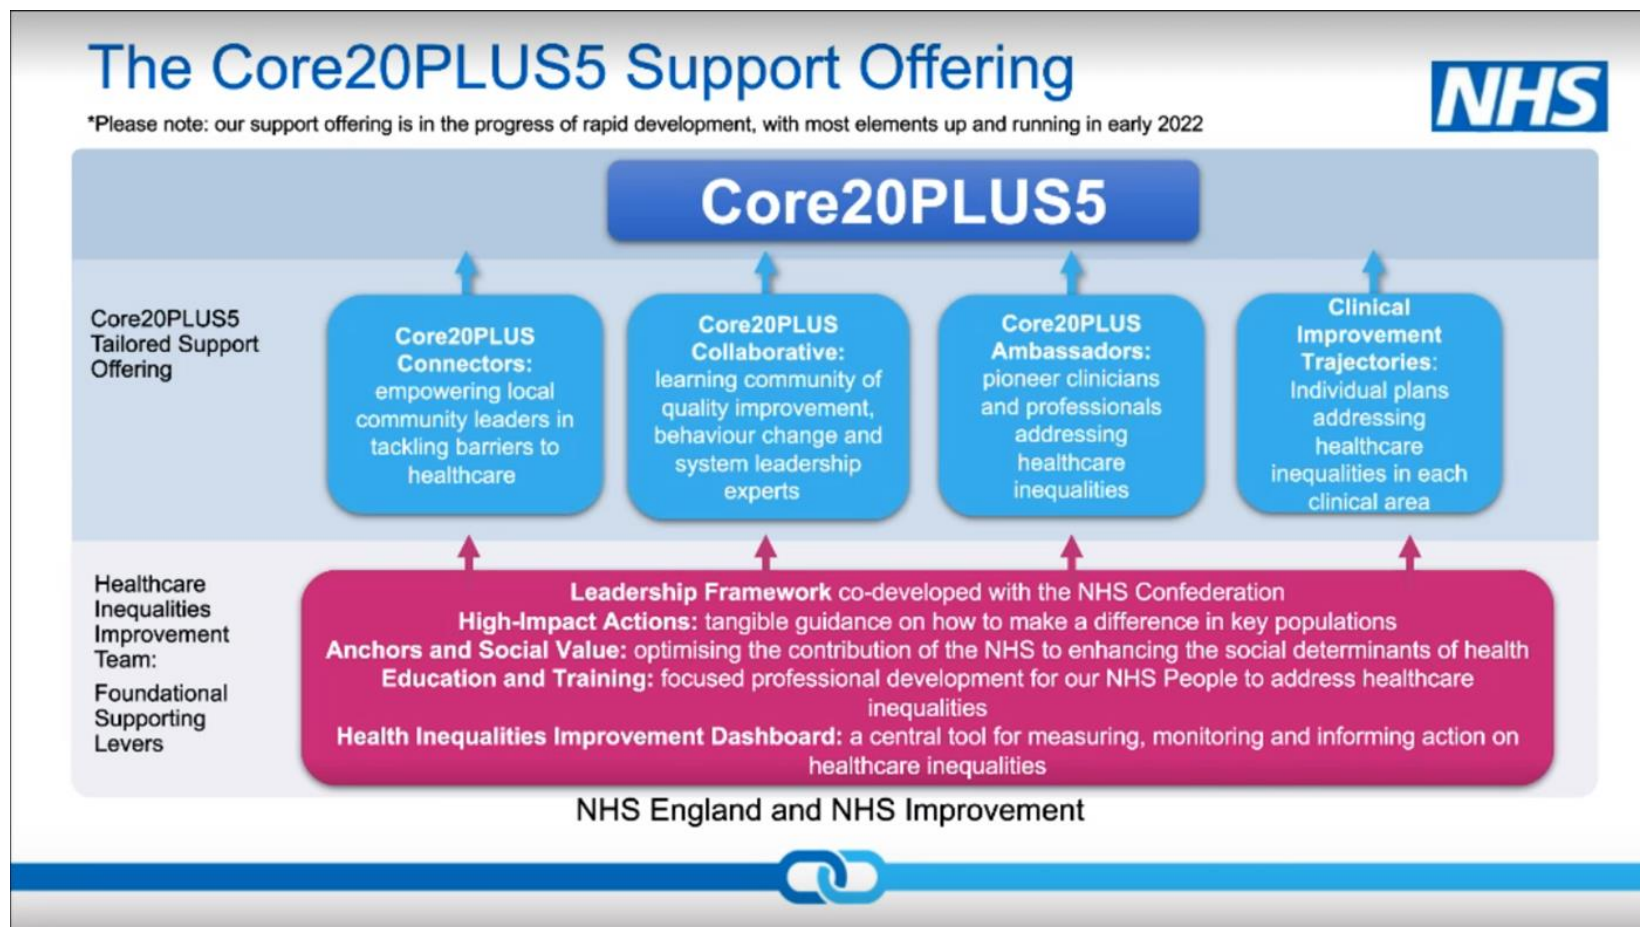 The Core20PLUS5 Support Offering
NHS
*Please note: our support offering is in the progress of rapid development, with most elements up and running in early 2022
Core20PLUS5
Core20PLUS5
Tailored Support
Offering
Core20PLUS
Connectors:
empowering local
community leaders in
tackling barriers to
healthcare
Core20PLUS
Collaborative:
learning community of
quality improvement,
behaviour change and
system leadership
experts
Core20PLUS
Ambassadors:
pioneer clinicians
and professionals
addressing
healthcare
inequalities
Clinical
Improvement
Trajectories:
Individual plans
addressing
healthcare
inequalities in each
clinical area
Healthcare
Inequalities
Improvement
Team:
Foundational
Supporting
Levers
Leadership Framework co-developed with the NHS Confederation
High-Impact Actions: tangible guidance on how to make a difference in key populations
Anchors and Social Value: optimising the contribution of the NHS to enhancing the social determinants of health
Education and Training: focused professional development for our NHS People to address healthcare
inequalities
Health Inequalities Improvement Dashboard: a central tool for measuring, monitoring and informing action on
healthcare inequalities
NHS England and NHS Improvement